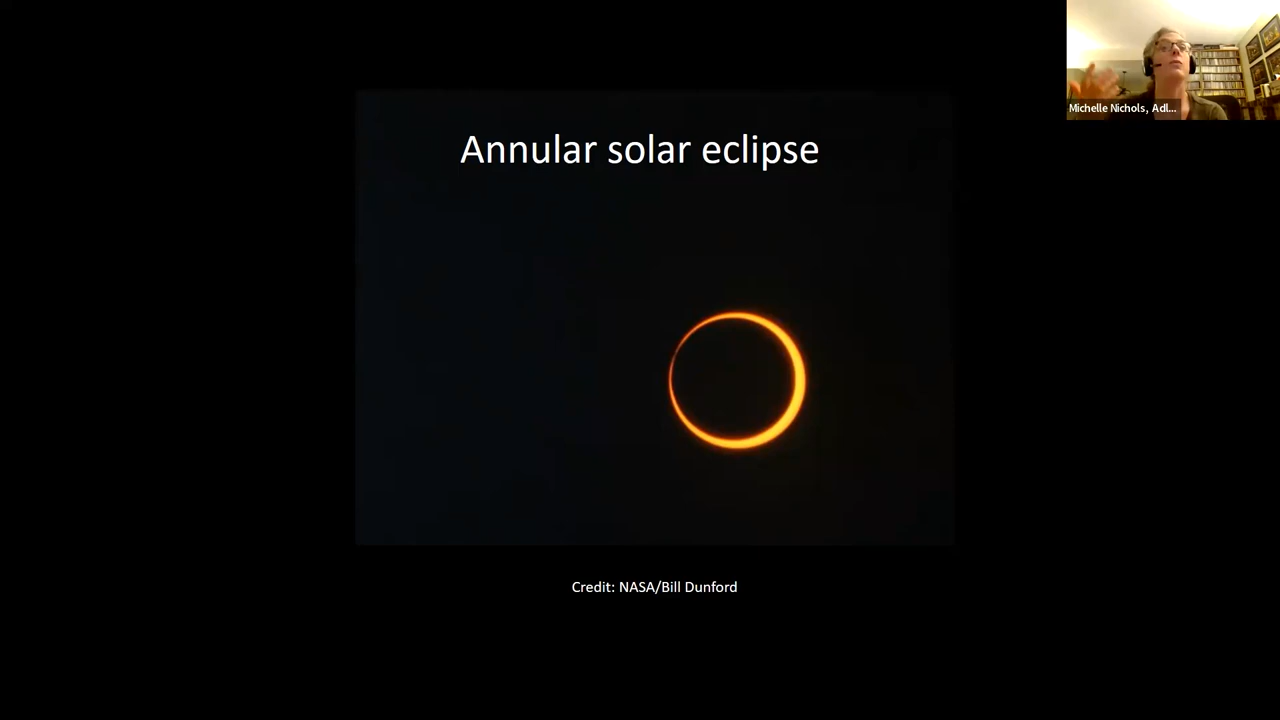 Annular solar eclipse
Michelle Nichols, Adl...
Credit: NASA/Bill Dunford